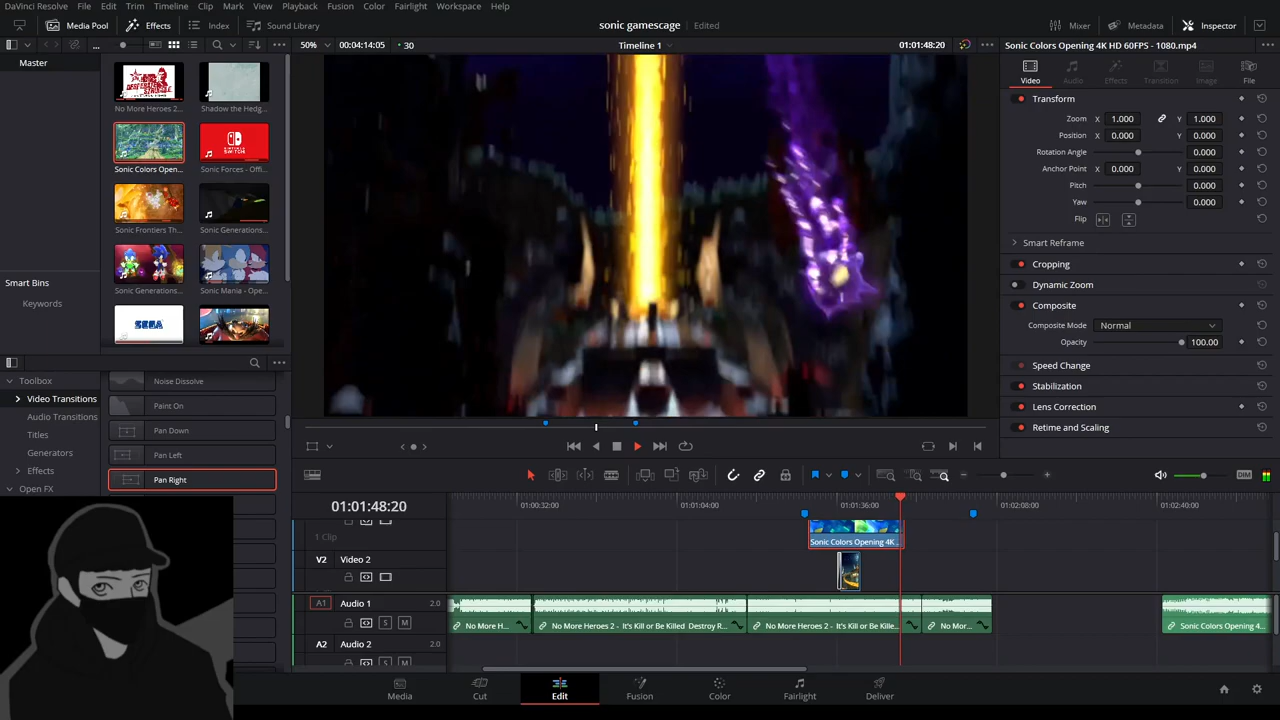 DaVinci Resolve File Edit Trim Timeline Clip Mark View Playback Fusion Color Fairlight Workspace Help
Media Pool Effects Index Sound Library sonic gamescage Edited Mixer Metadata Inspector
... 50% 00:04:14:05 30 Timeline 1 01:01:48:20 Sonic Colors Opening 4K HD 60FPS - 1080.mp4
Master
No More Heroes 2... Shadow the Hedg...
Sonic Colors Open... Sonic Forces - Offi...
NINTENDO
SWITCH
Sonic Frontiers Th... Sonic Generations...
Sonic Generations... Sonic Mania - Ope...
SEGA
Smart Bins
Keywords
Video Audio Effects Transition Image File
Transform
Zoom X 1.000 Y 1.000
Position X 0.000 Y 0.000
Rotation Angle 0.000
Anchor Point X 0.000 Y 0.000
Pitch 0.000
Yaw 0.000
Flip
Smart Reframe
Cropping
Dynamic Zoom
Composite
Composite Mode Normal
Opacity 100.00
Speed Change
Stabilization
Lens Correction
Retime and Scaling
Toolbox
Video Transitions
Audio Transitions
Titles
Generators
Effects
Open FX
Noise Dissolve
Paint On
Pan Down
Pan Left
Pan Right
DIM
01:01:48:20
01:00:32:00 01:01:04:00 01:01:36:00 01:02:08:00 01:02:40:00
1 Clip
Sonic Colors Opening 4K...
V2 Video 2
A1 Audio 1 2.0
S M
No More H... No More Heroes 2 - It's Kill or Be Killed Destroy R... No More Heroes 2 - It's Kill or Be Kille... No Mor... Sonic Colors Opening 4...
A2 Audio 2 2.0
S M
Media Cut Edit Fusion Color Fairlight Deliver